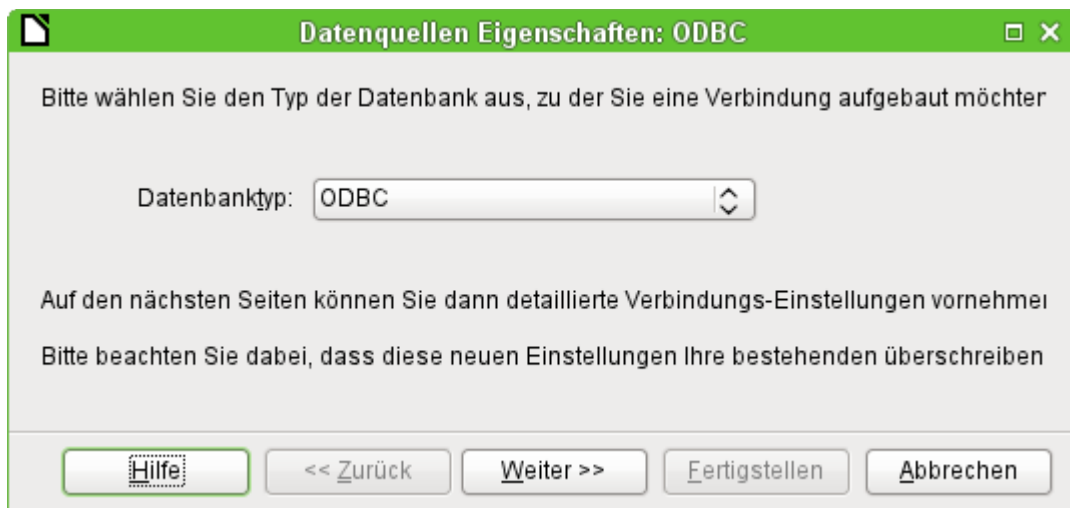 Datenquellen Eigenschaften: ODBC
Bitte wählen Sie den Typ der Datenbank aus, zu der Sie eine Verbindung aufgebaut
Datenbanktyp: ODBC
Auf den nächsten Seiten können Sie dann detaillierte Verbindungs-Einstellungen
Bitte beachten Sie dabei, dass diese neuen Einstellungen Ihre bestehenden überschreiben
Hilfe << Zurück Weiter >> Fertigstellen Abbrechen